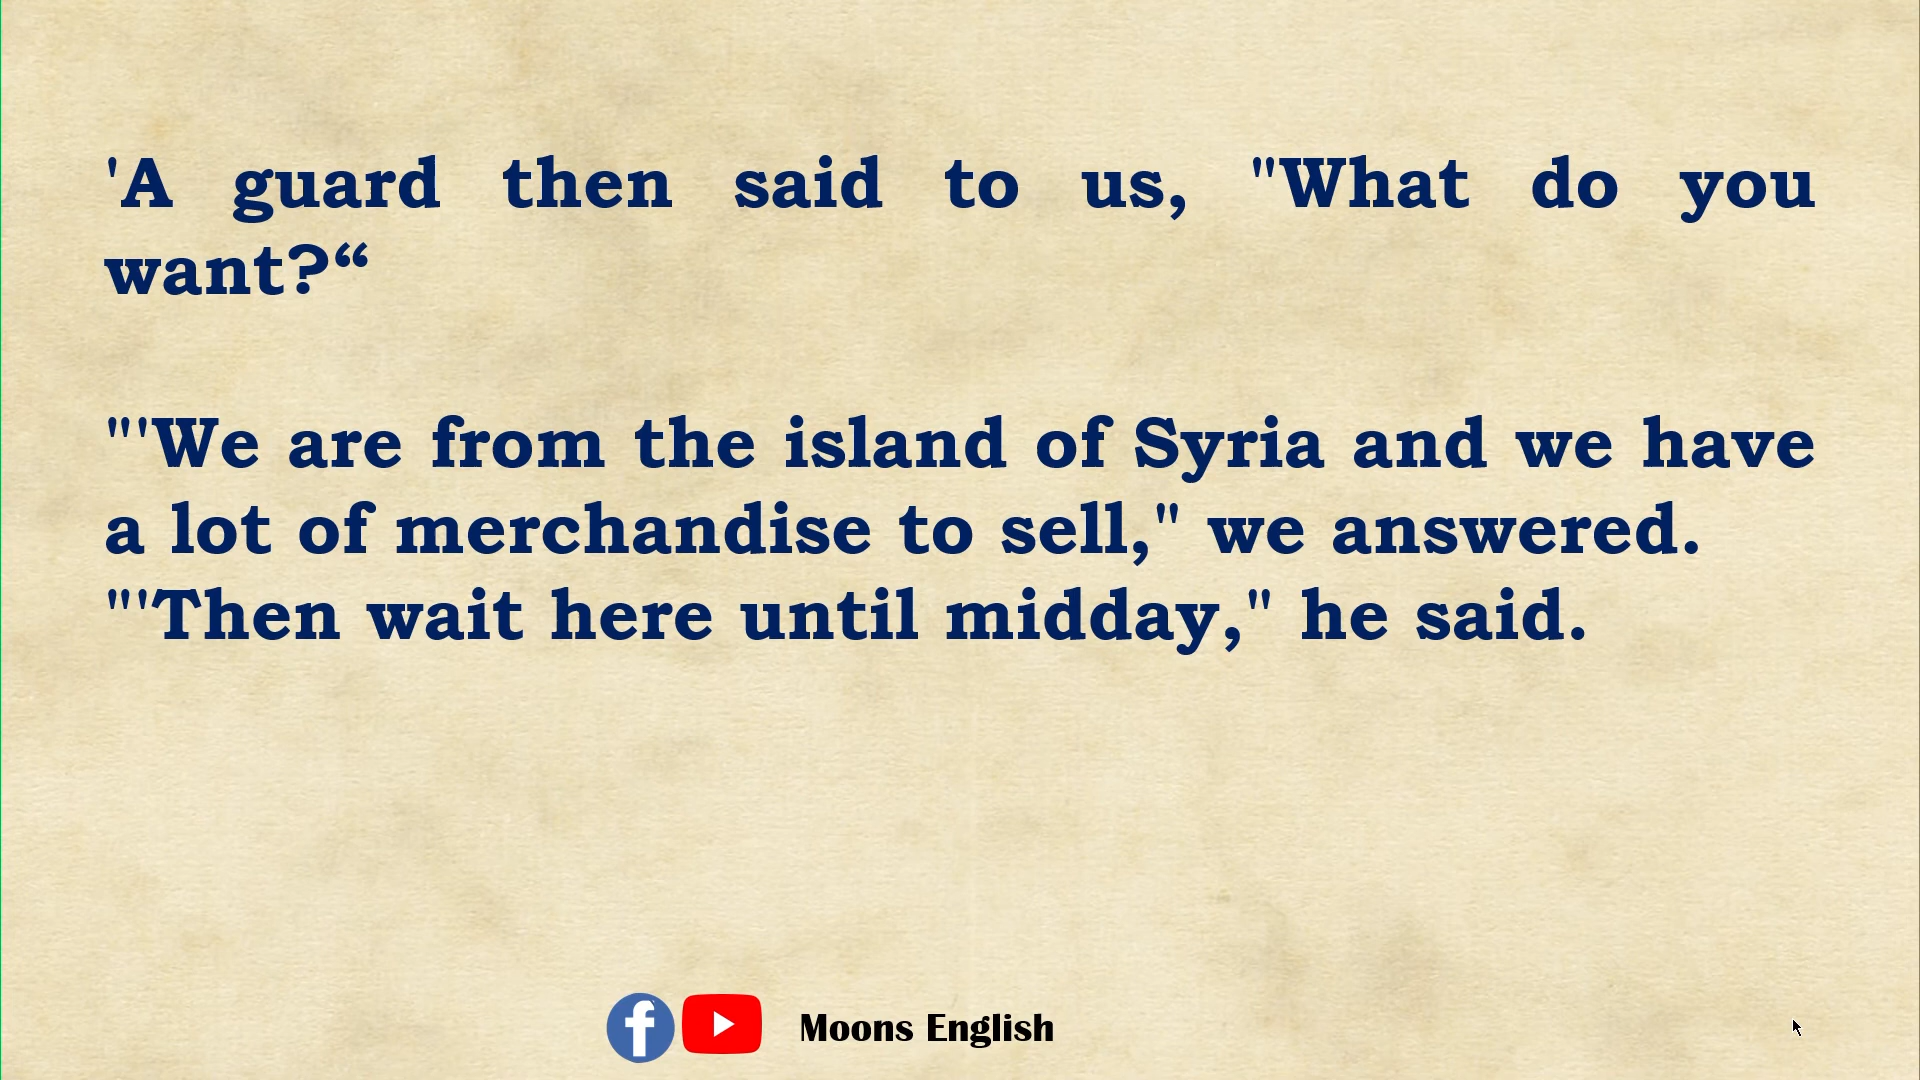 'A guard then said to us, "What do you
want?“
"'We are from the island of Syria and we have
a lot of merchandise to sell," we answered.
"'Then wait here until midday," he said.
Moons English